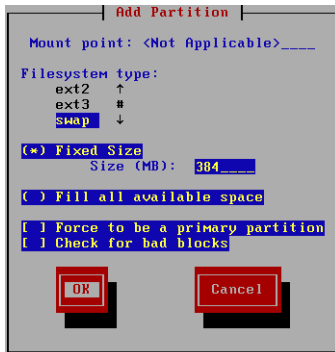 Add Partition
Mount point: <Not Applicable>____
Filesystem type:
ext2 ↑
ext3 #
swap ↓
(*) Fixed Size
Size (MB): 384____
( ) Fill all available space
[ ] Force to be a primary partition
[ ] Check for bad blocks
OK Cancel